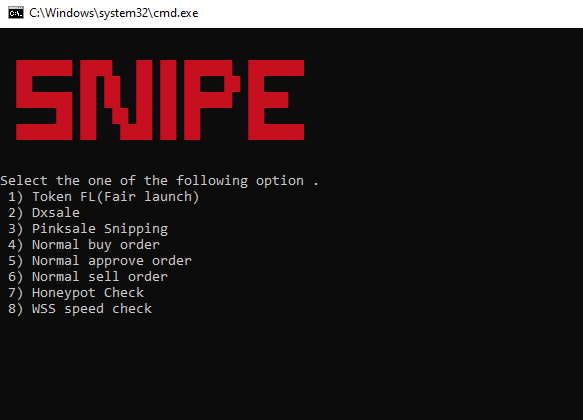 C:\Windows\system32\cmd.exe
SNIPE
Select the one of the following option .
1) Token FL(Fair launch)
2) Dxsale
3) Pinksale Snipping
4) Normal buy order
5) Normal approve order
6) Normal sell order
7) Honeypot Check
8) WSS speed check